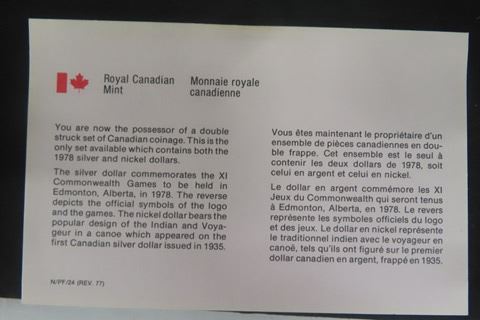 Royal Canadian
Mint
Monnaie royale
canadienne
You are now the possessor of a double
struck set of Canadian coinage. This is the
only set available which contains both the
1978 silver and nickel dollars.
The silver dollar commemorates the XI
Commonwealth Games to be held in
Edmonton, Alberta, in 1978. The reverse
depicts the official symbols of the logo
and the games. The nickel dollar bears the
popular design of the Indian and Voya-
geur in a canoe which appeared on the
first Canadian silver dollar issued in 1935.
N/PF/24 (REV. 77)
Vous êtes maintenant le propriétaire d'un
ensemble de pièces canadiennes en dou-
ble frappe. Cet ensemble est le seul à
contenir les deux dollars de 1978, soit
celui en argent et celui en nickel.
Le dollar en argent commémore les XI
Jeux du Commonwealth qui seront tenus
à Edmonton, Alberta, en 1978. Le revers
représente les symboles officiels du logo
et des jeux. Le dollar en nickel représente
le traditionnel indien avec le voyageur en
canoë, tels qu'ils ont figuré sur le premier
dollar canadien en argent, frappé en 1935.